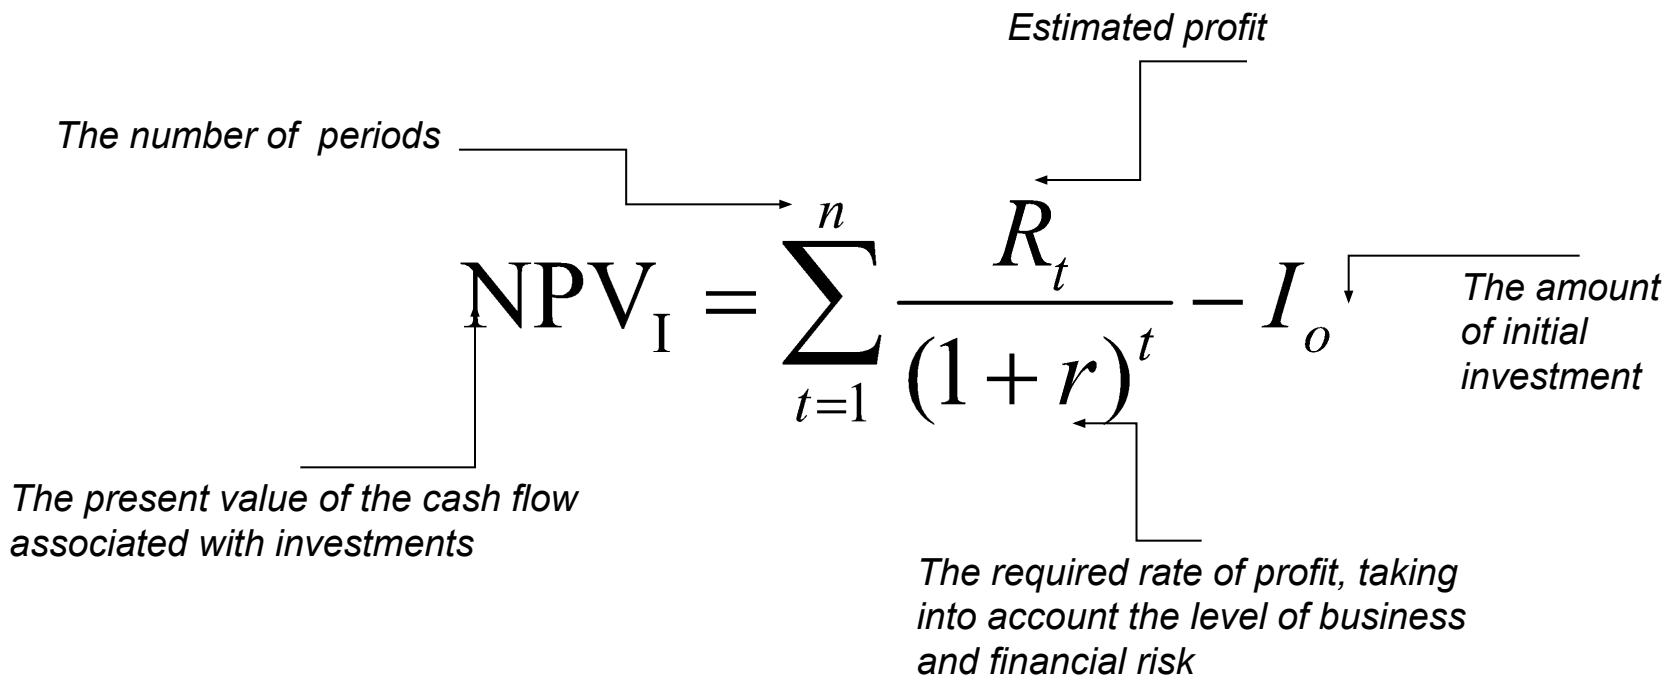 Estimated profit
The number of  periods
NPV_I = \sum_{t=1}^{n} \frac{R_t}{(1+r)^t} - I_o
The amount
of initial
investment
The present value of the cash flow
associated with investments
The required rate of profit, taking
into account the level of business
and financial risk